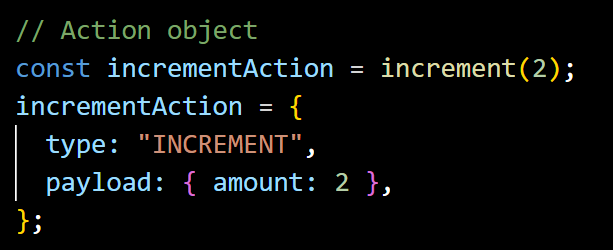 // Action object
const incrementAction = increment(2);
incrementAction = {
  type: "INCREMENT",
  payload: { amount: 2 },
};